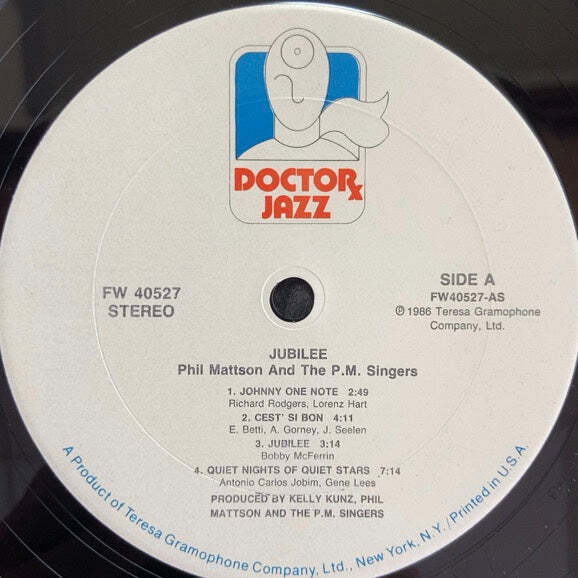 DOCTORx
JAZZ
FW 40527
STEREO
SIDE A
FW40527-AS
℗ 1986 Teresa Gramophone
Company, Ltd.
JUBILEE
Phil Mattson And The P.M. Singers
1. JOHNNY ONE NOTE 2:49
Richard Rodgers, Lorenz Hart
2. CEST' SI BON 4:11
E. Betti, A. Gorney, J. Seelen
3. JUBILEE 3:14
Bobby McFerrin
4. QUIET NIGHTS OF QUIET STARS 7:14
Antonio Carlos Jobim, Gene Lees
PRODUCED BY KELLY KUNZ, PHIL
MATTSON AND THE P.M. SINGERS
A Product of Teresa Gramophone Company, Ltd., New York, N.Y./Printed in U.S.A.